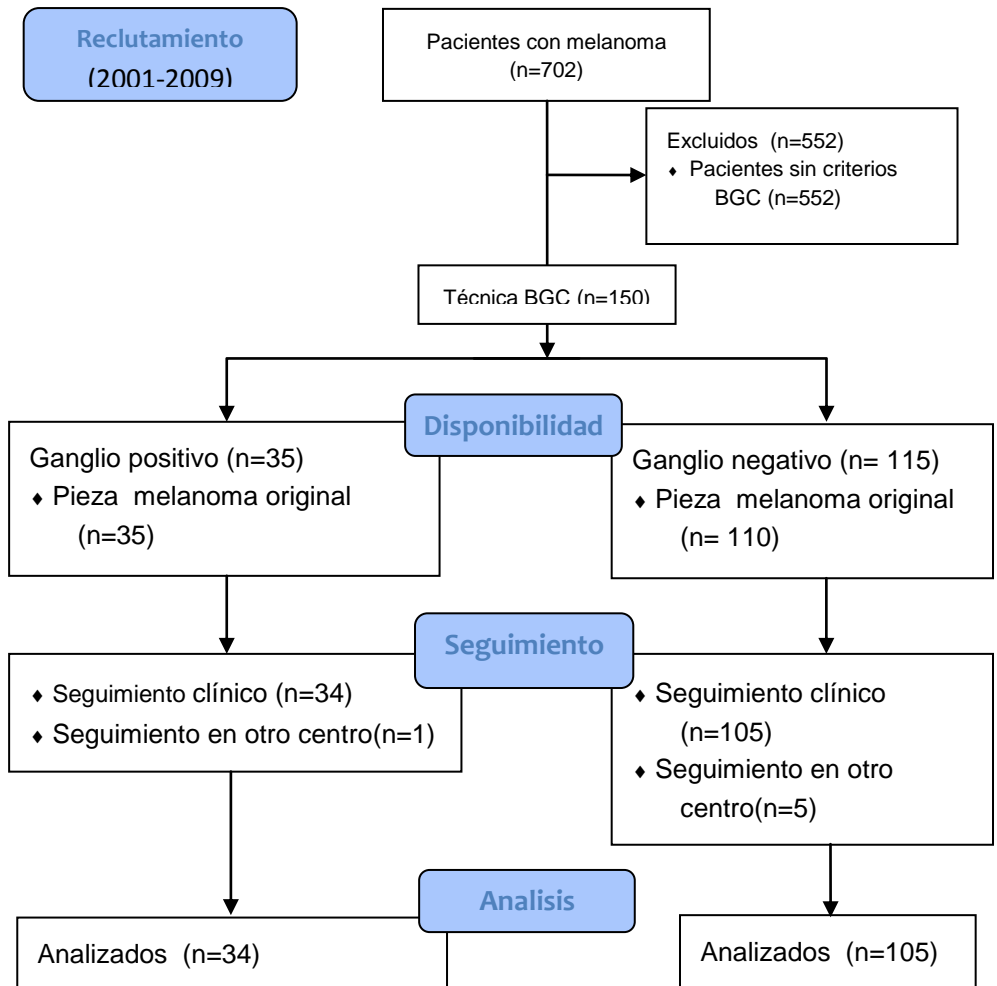 Reclutamiento
(2001-2009)
Pacientes con melanoma
(n=702)
Excluidos (n=552)
♦ Pacientes sin criterios
BGC (n=552)
Técnica BGC (n=150)
Disponibilidad
Ganglio positivo (n=35)
♦ Pieza melanoma original
(n=35)
Ganglio negativo (n= 115)
♦ Pieza melanoma original
(n= 110)
Seguimiento
♦ Seguimiento clínico (n=34)
♦ Seguimiento en otro centro(n=1)
♦ Seguimiento clínico
(n=105)
♦ Seguimiento en otro
centro(n=5)
Analisis
Analizados (n=34)
Analizados (n=105)